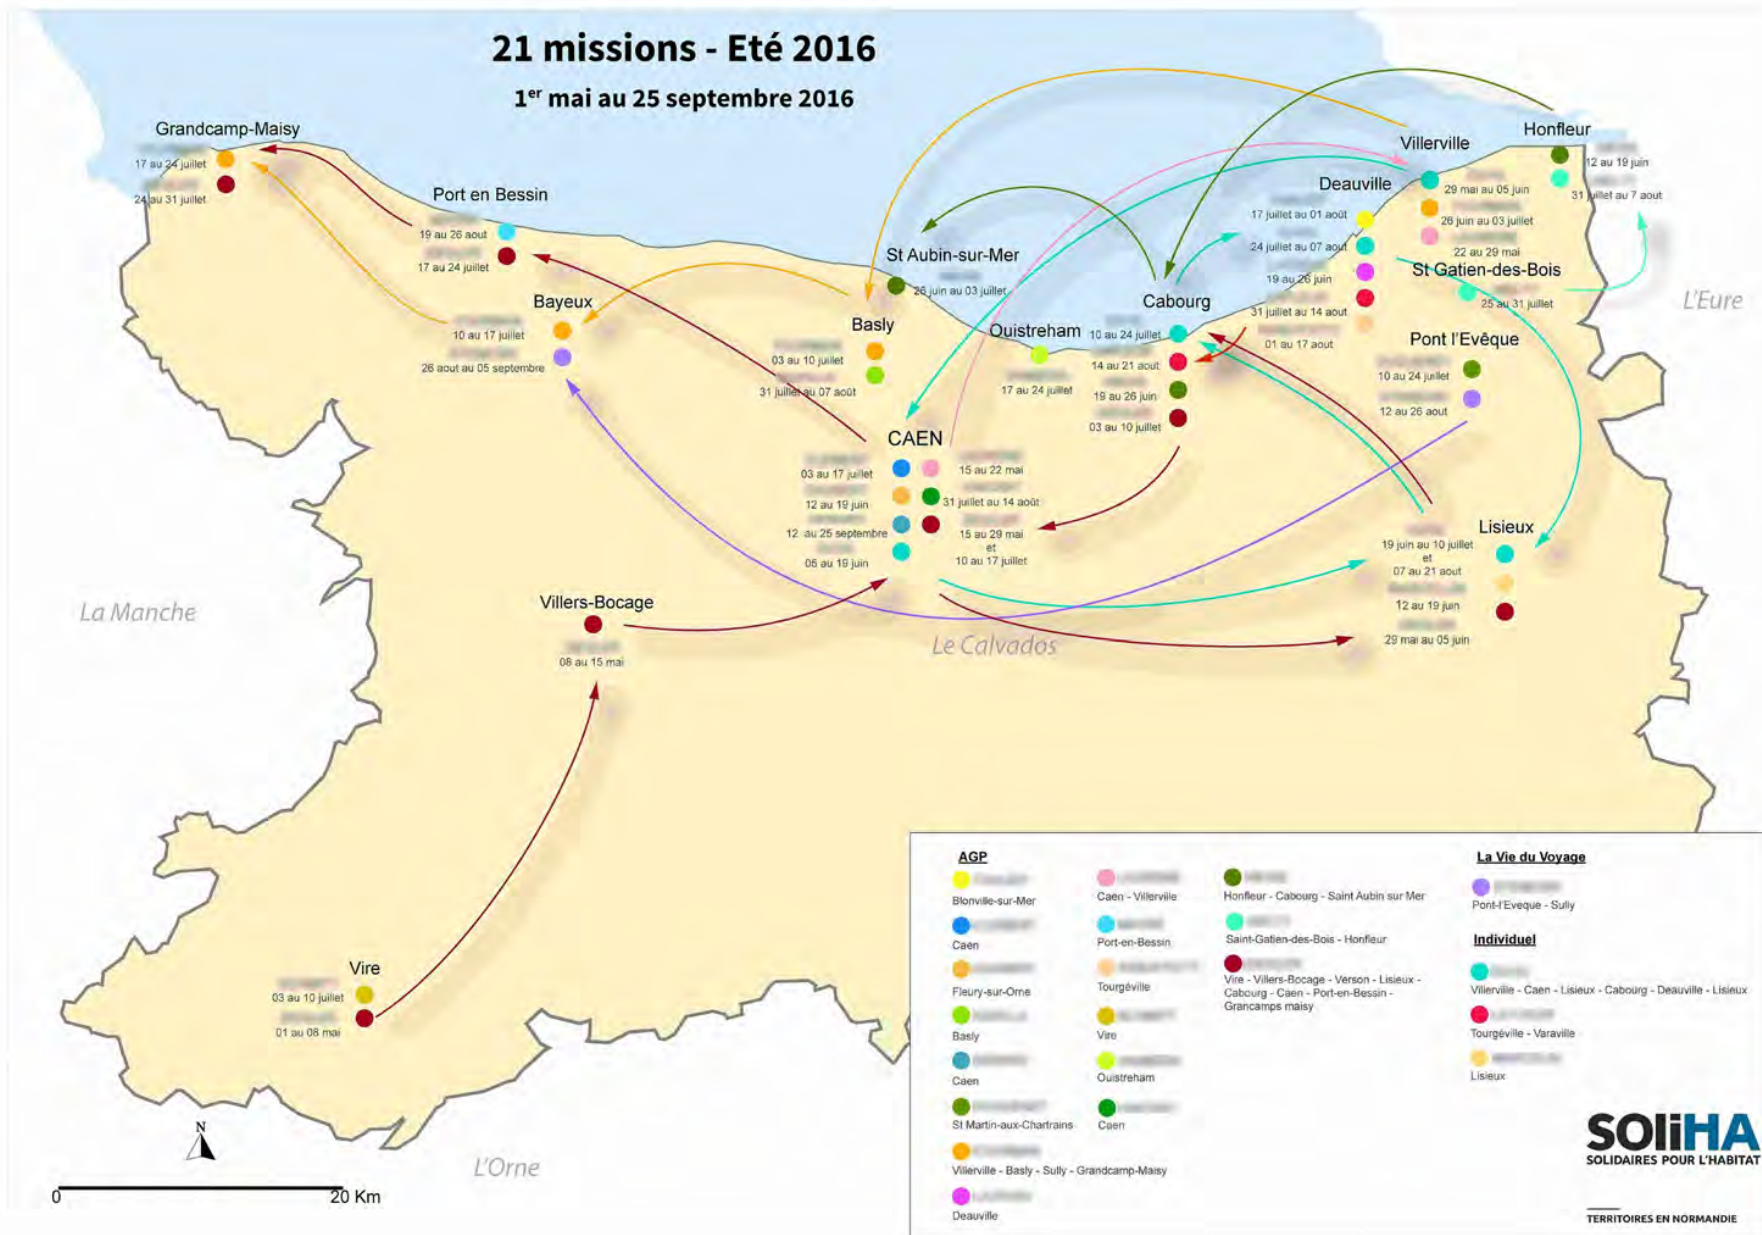 21 missions - Eté 2016
1er mai au 25 septembre 2016
Grandcamp-Maisy
17 au 24 juillet
24 au 31 juillet
Port en Bessin
19 au 26 aout
17 au 24 juillet
Bayeux
10 au 17 juillet
26 aout au 05 septembre
St Aubin-sur-Mer
26 juin au 03 juillet
Basly
03 au 10 juillet
31 juillet au 07 août
Ouistreham
17 au 24 juillet
Cabourg
10 au 24 juillet
14 au 21 aout
19 au 26 juin
03 au 10 juillet
Deauville
17 juillet au 01 août
24 juillet au 07 août
19 au 26 juin
31 juillet au 14 aout
01 au 17 aout
Villerville
29 mai au 05 juin
26 juin au 03 juillet
22 au 29 mai
Honfleur
12 au 19 juin
31 juillet au 7 aout
St Gatien-des-Bois
25 au 31 juillet
Pont l'Evêque
10 au 24 juillet
12 au 26 aout
L'Eure
CAEN
03 au 17 juillet
12 au 19 juin
12 au 25 septembre
05 au 19 juin
15 au 22 mai
31 juillet au 14 août
15 au 29 mai
et
10 au 17 juillet
Lisieux
19 juin au 10 juillet
et
07 au 21 aout
12 au 19 juin
29 mai au 05 juin
La Manche
Villers-Bocage
08 au 15 mai
Le Calvados
Vire
03 au 10 juillet
01 au 08 mai
L'Orne
N
0 20 Km
AGP
Blonville-sur-Mer
Caen
Fleury-sur-Orne
Basly
Caen
St Martin-aux-Chartrains
Villerville - Basly - Sully - Grandcamp-Maisy
Deauville
Caen - Villerville
Port-en-Bessin
Tourgéville
Vire
Ouistreham
Caen
Honfleur - Cabourg - Saint Aubin sur Mer
Saint-Gatien-des-Bois - Honfleur
Vire - Villers-Bocage - Verson - Lisieux -
Cabourg - Caen - Port-en-Bessin -
Grancamps maisy
La Vie du Voyage
Pont-l'Eveque - Sully
Individuel
Villerville - Caen - Lisieux - Cabourg - Deauville - Lisieux
Tourgéville - Varaville
Lisieux
SOliHA
SOLIDAIRES POUR L'HABITAT
TERRITOIRES EN NORMANDIE